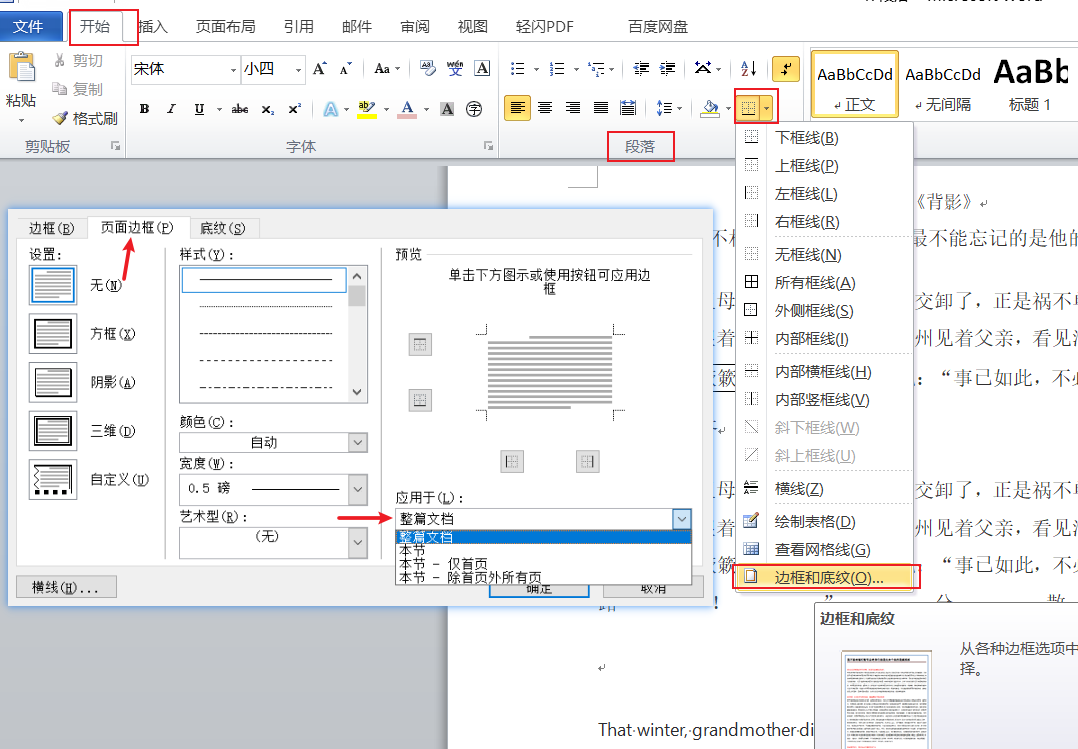 文件 开始 插入 页面布局 引用 邮件 审阅 视图 轻闪PDF 百度网盘
粘贴 剪切 复制 格式刷
宋体 小四 Aa wén 文 A
B I U abc x₂ x² A ab A A 字
AaBbCcDd AaBbCcDd AaBb
正文 无间隔 标题 1
剪贴板 字体 段落
下框线(B)
上框线(P)
左框线(L)
右框线(R)
无框线(N)
所有框线(A)
外侧框线(S)
内部框线(I)
内部横框线(H)
内部竖框线(V)
斜下框线(W)
斜上框线(U)
横线(Z)
绘制表格(D)
查看网格线(G)
边框和底纹(O)...
边框(B) 页面边框(P) 底纹(S)
设置:
无(N)
方框(X)
阴影(A)
三维(D)
自定义(U)
样式(Y):
颜色(C):
自动
宽度(W):
0.5 磅
艺术型(R):
(无)
预览
单击下方图示或使用按钮可应用边
框
应用于(L):
整篇文档
整篇文档
本节
本节 - 仅首页
本节 - 除首页外所有页
横线(H)... 确定 取消
《背影》
最不能忘记的是他的
交卸了，正是祸不单
州见着父亲，看见满
：“事已如此，不必
交卸了，正是祸不单
州见着父亲，看见满
“事已如此，不必
边框和底纹
从各种边框选项中
择。
That winter, grandmother di